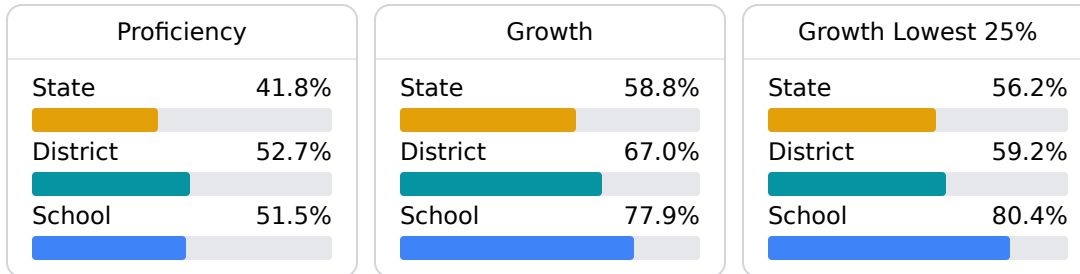 Proficiency
State 41.8%
District 52.7%
School 51.5%
Growth
State 58.8%
District 67.0%
School 77.9%
Growth Lowest 25%
State 56.2%
District 59.2%
School 80.4%